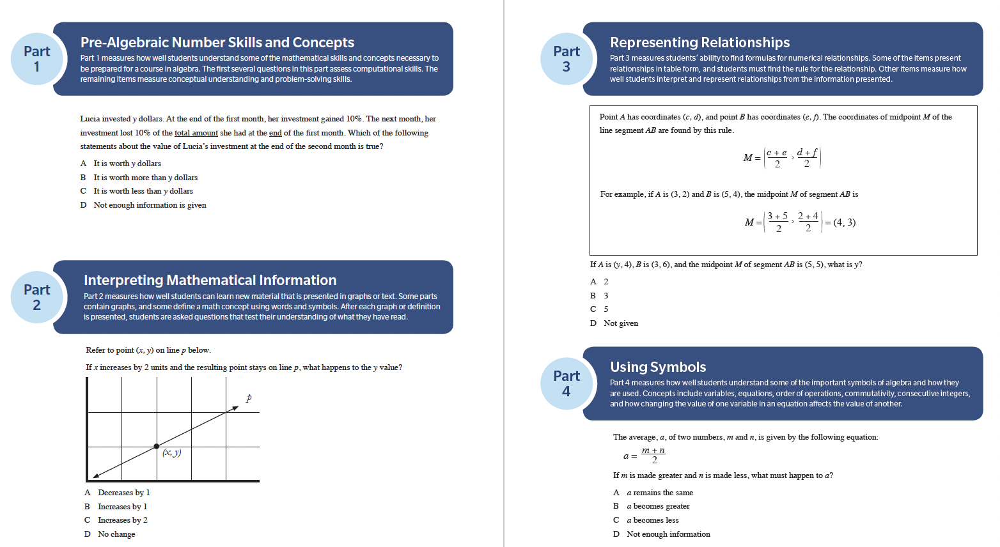 Part
1
Pre-Algebraic Number Skills and Concepts
Part 1 measures how well students understand some of the mathematical skills and concepts necessary to
be prepared for a course in algebra. The first several questions in this part assess computational skills. The
remaining items measure conceptual understanding and problem-solving skills.
Lucia invested y dollars. At the end of the first month, her investment gained 10%. The next month, her
investment lost 10% of the total amount she had at the end of the first month. Which of the following
statements about the value of Lucia's investment at the end of the second month is true?
A It is worth y dollars
B It is worth more than y dollars
C It is worth less than y dollars
D Not enough information is given
Part
2
Interpreting Mathematical Information
Part 2 measures how well students can learn new material that is presented in graphs or text. Some parts
contain graphs, and some define a math concept using words and symbols. After each graph or definition
is presented, students are asked questions that test their understanding of what they have read.
Refer to point (x, y) on line p below.
If x increases by 2 units and the resulting point stays on line p, what happens to the y value?
p
(x, y)
A Decreases by 1
B Increases by 1
C Increases by 2
D No change
Part
3
Representing Relationships
Part 3 measures students' ability to find formulas for numerical relationships. Some of the items present
relationships in table form, and students must find the rule for the relationship. Other items measure how
well students interpret and represent relationships from the information presented.
Point A has coordinates (c, d), and point B has coordinates (e, f). The coordinates of midpoint M of the
line segment AB are found by this rule.
M = (c + e / 2 , d + f / 2)
For example, if A is (3, 2) and B is (5, 4), the midpoint M of segment AB is
M = (3 + 5 / 2 , 2 + 4 / 2) = (4, 3)
If A is (y, 4), B is (3, 6), and the midpoint M of segment AB is (5, 5), what is y?
A 2
B 3
C 5
D Not given
Part
4
Using Symbols
Part 4 measures how well students understand some of the important symbols of algebra and how they
are used. Concepts include variables, equations, order of operations, commutativity, consecutive integers,
and how changing the value of one variable in an equation affects the value of another.
The average, a, of two numbers, m and n, is given by the following equation:
a = m + n / 2
If m is made greater and n is made less, what must happen to a?
A a remains the same
B a becomes greater
C a becomes less
D Not enough information